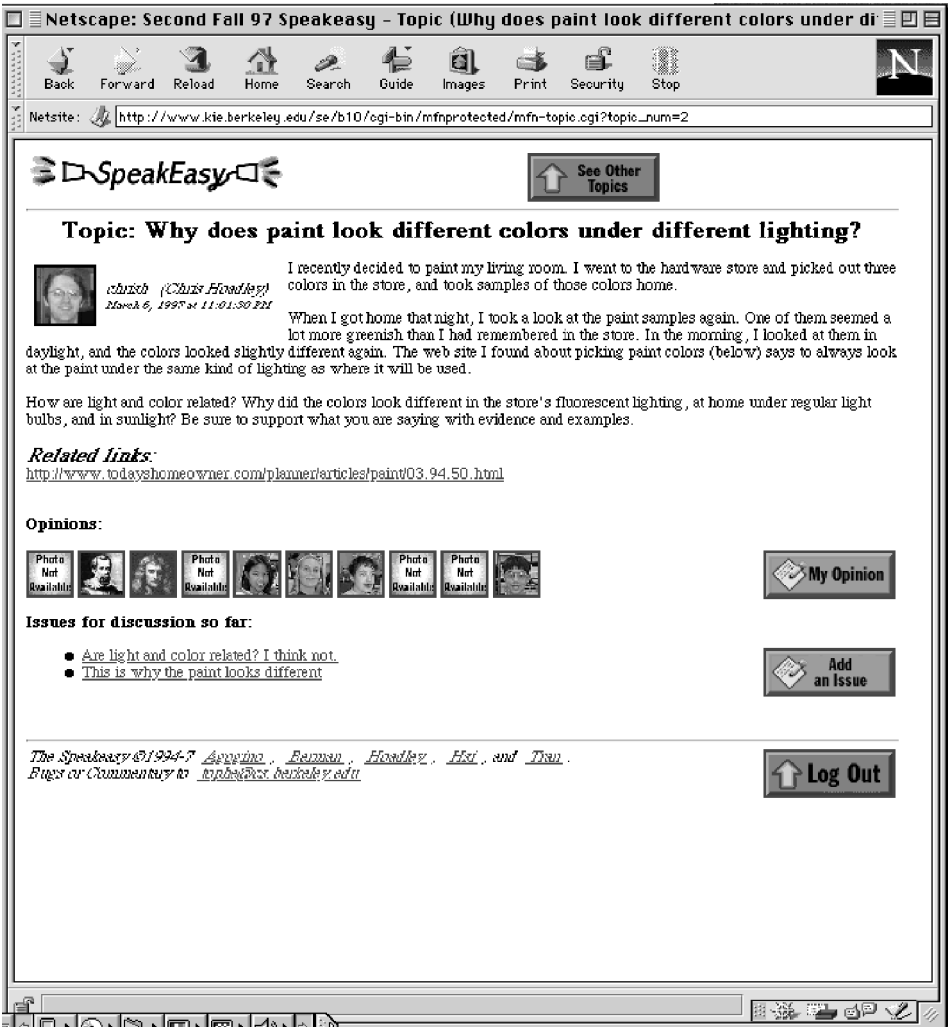 Netscape: Second Fall 97 Speakeasy - Topic (Why does paint look different colors under di
Back Forward Reload Home Search Guide Images Print Security Stop
N
Netsite: http://www.kie.berkeley.edu/se/b10/cgi-bin/mfnprotected/mfn-topic.cgi?topic_num=2
SpeakEasy
See Other
Topics
Topic: Why does paint look different colors under different lighting?
chrish (Chris Hoadley)
March 6, 1997 at 11:01:30 PM
I recently decided to paint my living room. I went to the hardware store and picked out three
colors in the store, and took samples of those colors home.
When I got home that night, I took a look at the paint samples again. One of them seemed a
lot more greenish than I had remembered in the store. In the morning, I looked at them in
daylight, and the colors looked slightly different again. The web site I found about picking paint colors (below) says to always look
at the paint under the same kind of lighting as where it will be used.
How are light and color related? Why did the colors look different in the store's fluorescent lighting, at home under regular light
bulbs, and in sunlight? Be sure to support what you are saying with evidence and examples.
Related links:
http://www.todayshomeowner.com/planner/articles/paint/03.94.50.html
Opinions:
Photo
Not
Available
Photo
Not
Available
Photo
Not
Available
Photo
Not
Available
My Opinion
Issues for discussion so far:
Are light and color related? I think not.
This is why the paint looks different
Add
an Issue
The Speakeasy ©1994-7 Agogino , Berman , Hoadley , Hsi , and Tran .
Bugs or Commentary to
Log Out